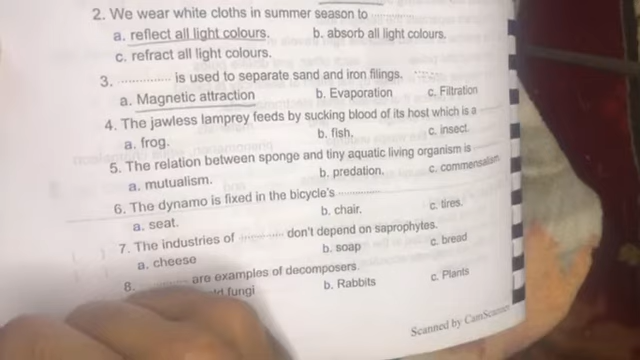 2. We wear white cloths in summer season to
a. reflect all light colours. b. absorb all light colours.
c. refract all light colours.
3. .............. is used to separate sand and iron filings.
a. Magnetic attraction b. Evaporation c. Filtration
4. The jawless lamprey feeds by sucking blood of its host which is a
a. frog. b. fish, c. insect.
5. The relation between sponge and tiny aquatic living organism is
a. mutualism. b. predation. c. commensalism
6. The dynamo is fixed in the bicycle's ............
a. seat. b. chair. c. tires.
7. The industries of ............ don't depend on saprophytes.
a. cheese b. soap c. bread
8. are examples of decomposers.
fungi b. Rabbits c. Plants
Scanned by CamScanner